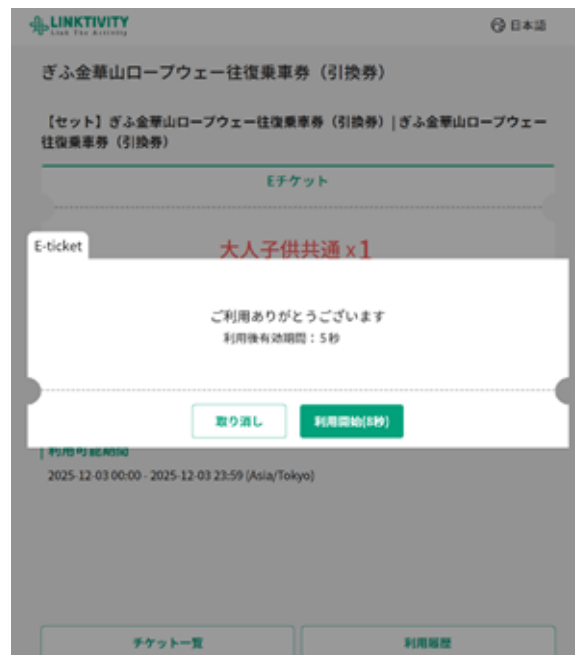 LINKTIVITY
Link The Activity
日本語
ぎふ金華山ロープウェー往復乗車券（引換券）
【セット】ぎふ金華山ロープウェー往復乗車券（引換券）| ぎふ金華山ロープウェー
往復乗車券（引換券）
Eチケット
E-ticket
大人子供共通 x 1
ご利用ありがとうございます
利用後有効期間：5秒
取り消し
利用開始(8秒)
利用可能期間
2025-12-03 00:00 - 2025-12-03 23:59 (Asia/Tokyo)
チケット一覧
利用履歴